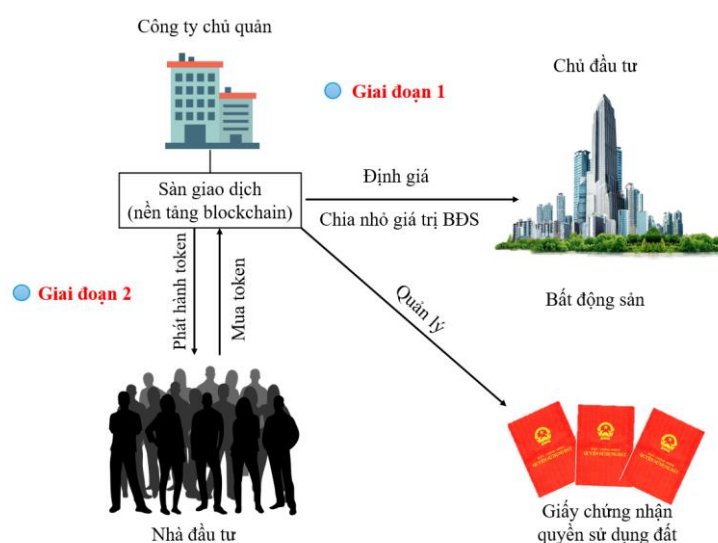 Công ty chủ quản
Giai đoạn 1
Chủ đầu tư
Sàn giao dịch
(nền tảng blockchain)
Định giá
Chia nhỏ giá trị BĐS
Giai đoạn 2
Phát hành token
Mua token
Quản lý
Bất động sản
Nhà đầu tư
Giấy chứng nhận
quyền sử dụng đất